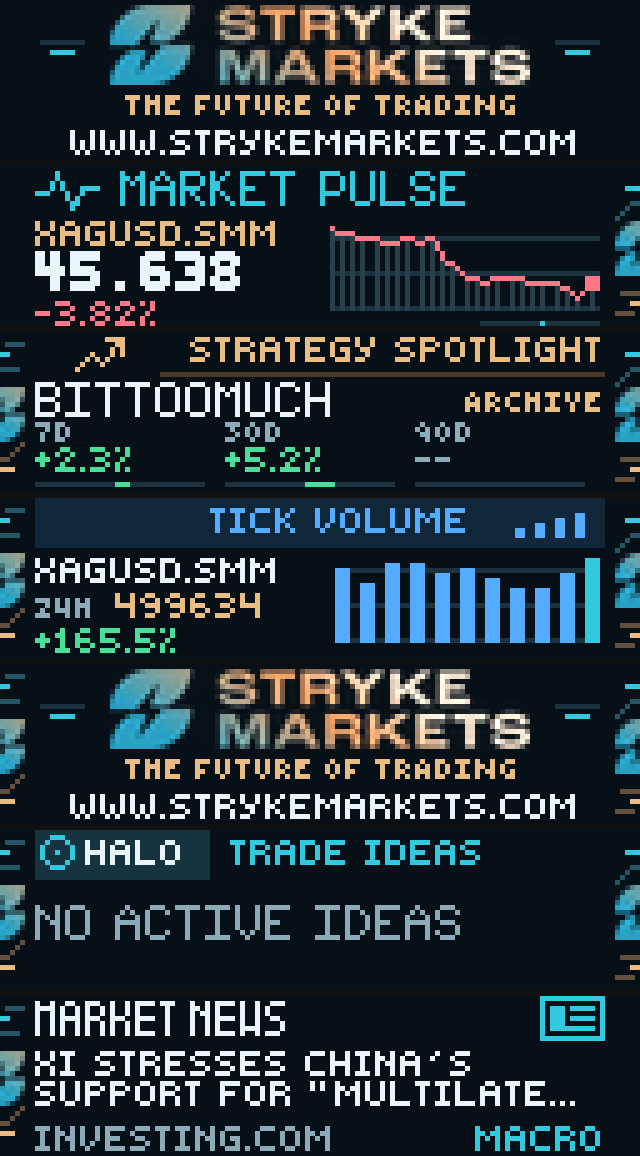 STRYKE
MARKETS
THE FUTURE OF TRADING
WWW.STRYKEMARKETS.COM
MARKET PULSE
XAGUSD.SMM
45.638
-3.82%
STRATEGY SPOTLIGHT
BITTOOMUCH ARCHIVE
7D 30D 90D
+2.3% +5.2% --
TICK VOLUME
XAGUSD.SMM
24H 499634
+165.5%
STRYKE
MARKETS
THE FUTURE OF TRADING
WWW.STRYKEMARKETS.COM
HALO TRADE IDEAS
NO ACTIVE IDEAS
MARKET NEWS
XI STRESSES CHINA'S
SUPPORT FOR "MULTILATE...
INVESTING.COM MACRO